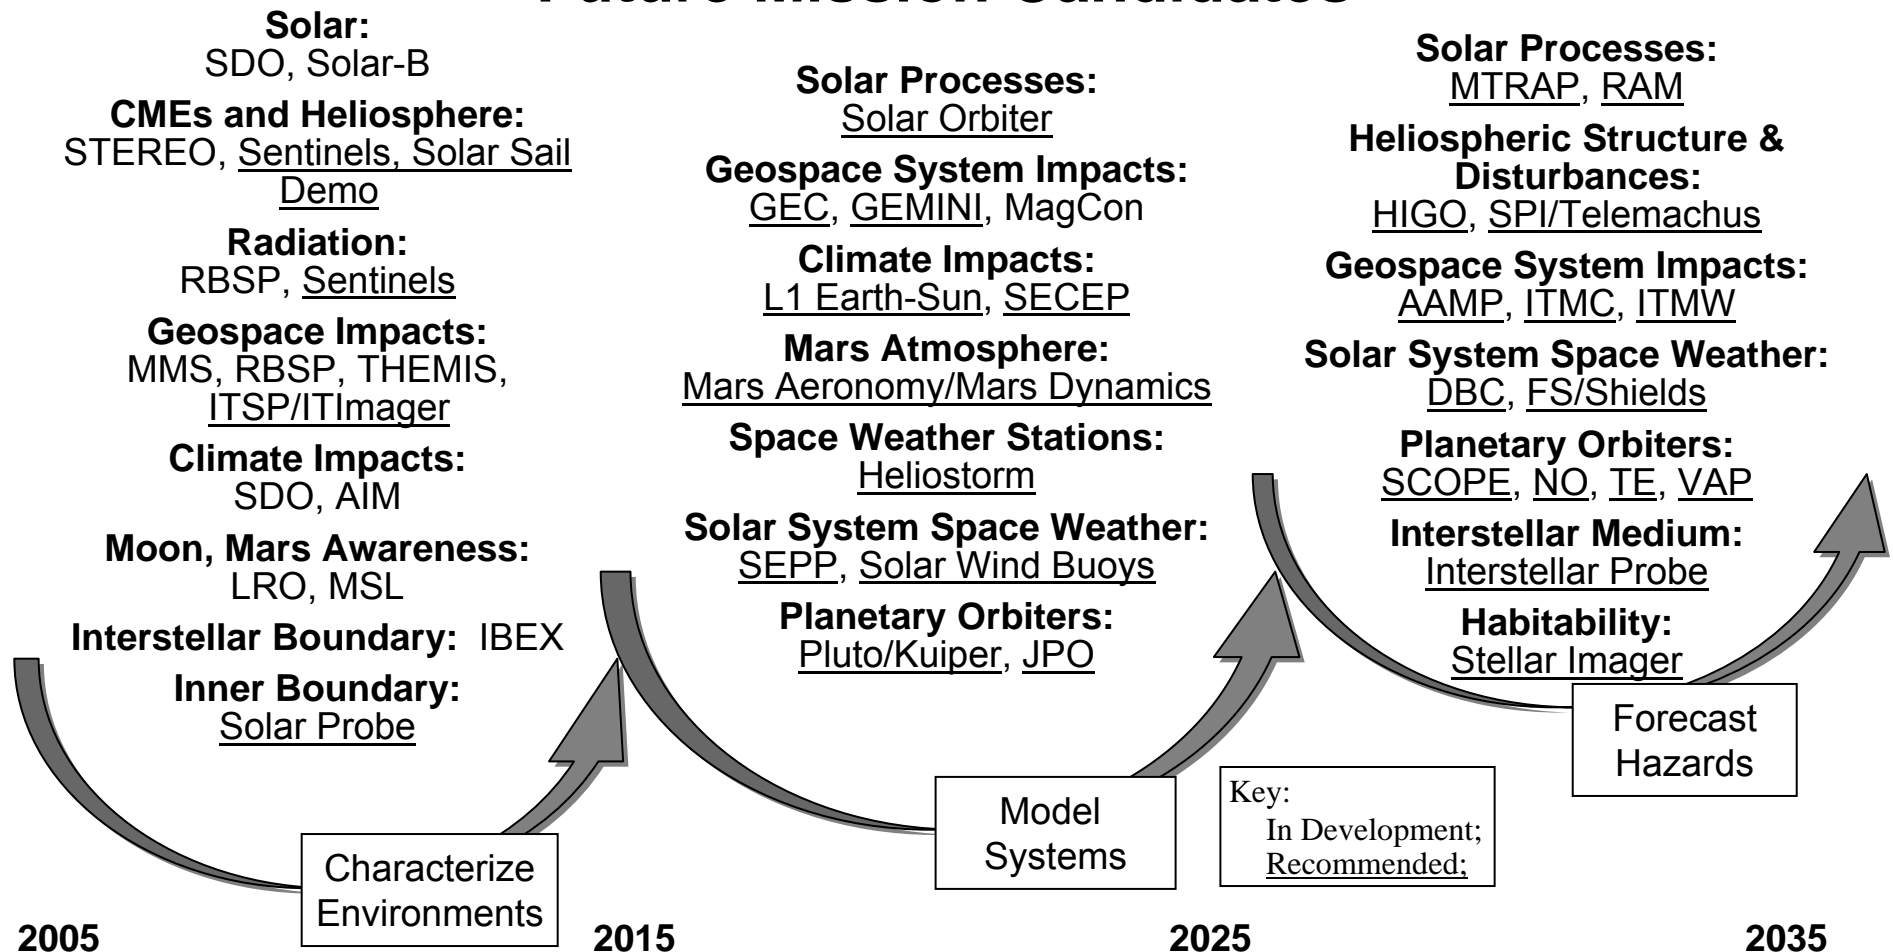 Future Mission Candidates
Solar:
SDO, Solar-B
CMEs and Heliosphere:
STEREO, Sentinels, Solar Sail
Demo
Radiation:
RBSP, Sentinels
Geospace Impacts:
MMS, RBSP, THEMIS,
ITSP/ITImager
Climate Impacts:
SDO, AIM
Moon, Mars Awareness:
LRO, MSL
Interstellar Boundary: IBEX
Inner Boundary:
Solar Probe
Characterize
Environments
Solar Processes:
Solar Orbiter
Geospace System Impacts:
GEC, GEMINI, MagCon
Climate Impacts:
L1 Earth-Sun, SECEP
Mars Atmosphere:
Mars Aeronomy/Mars Dynamics
Space Weather Stations:
Heliostorm
Solar System Space Weather:
SEPP, Solar Wind Buoys
Planetary Orbiters:
Pluto/Kuiper, JPO
Model
Systems
Solar Processes:
MTRAP, RAM
Heliospheric Structure &
Disturbances:
HIGO, SPI/Telemachus
Geospace System Impacts:
AAMP, ITMC, ITMW
Solar System Space Weather:
DBC, FS/Shields
Planetary Orbiters:
SCOPE, NO, TE, VAP
Interstellar Medium:
Interstellar Probe
Habitability:
Stellar Imager
Forecast
Hazards
Key:
In Development;
Recommended;
2005
2015
2025
2035